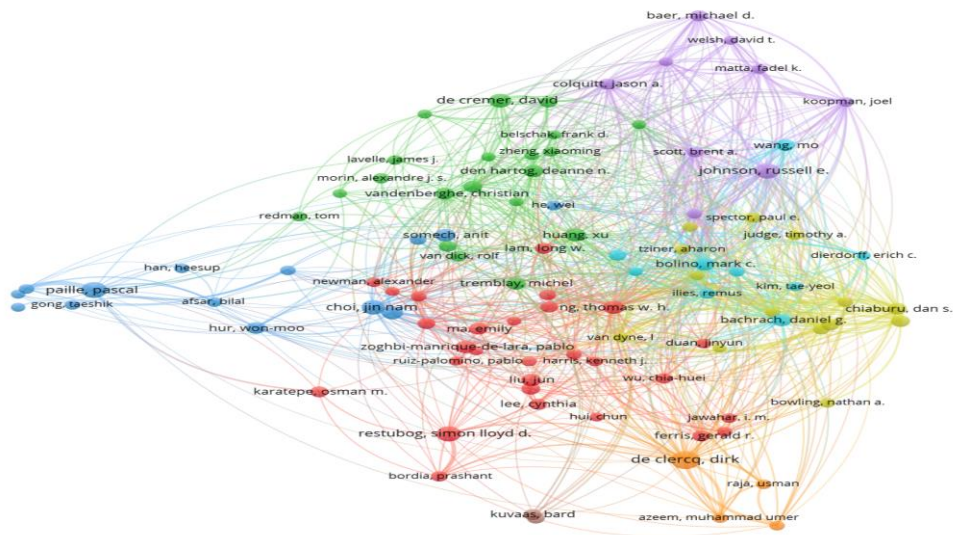 baer, michael d.
welsh, david t.
matta, fadel k.
colquitt, jason a.
koopman, joel
de cremer, david
belschak, frank d.
wang, mo
zheng, xiaoming
scott, brent a.
lavelle, james j.
den hartog, deanne n.
johnson, russell e.
morin, alexandre j. s.
vandenberghe, christian
he, wei
redman, tom
spector, paul e.
somech, anit
huang, xu
judge, timothy a.
lam, long w.
tziner, aharon
van dick, rolf
dierdorff, erich c.
bolino, mark c.
han, heesup
newman, alexander
tremblay, michel
kim, tae-yeol
paille, pascal
ilies, remus
gong, taeshik
afsar, bilal
choi, jin nam
ng, thomas w. h.
chiaburu, dan s.
bachrach, daniel g.
hur, won-moo
ma, emily
van dyne, l
duan, jinyun
zoghbi-manrique-de-lara, pablo
ruiz-palomino, pablo
harris, kenneth j.
liu, jun
wu, chia-huei
karatepe, osman m.
lee, cynthia
bowling, nathan a.
hui, chun
jawahar, i. m.
restubog, simon lloyd d.
ferris, gerald r.
de clercq, dirk
bordia, prashant
raja, usman
kuvaas, bard
azeem, muhammad umer